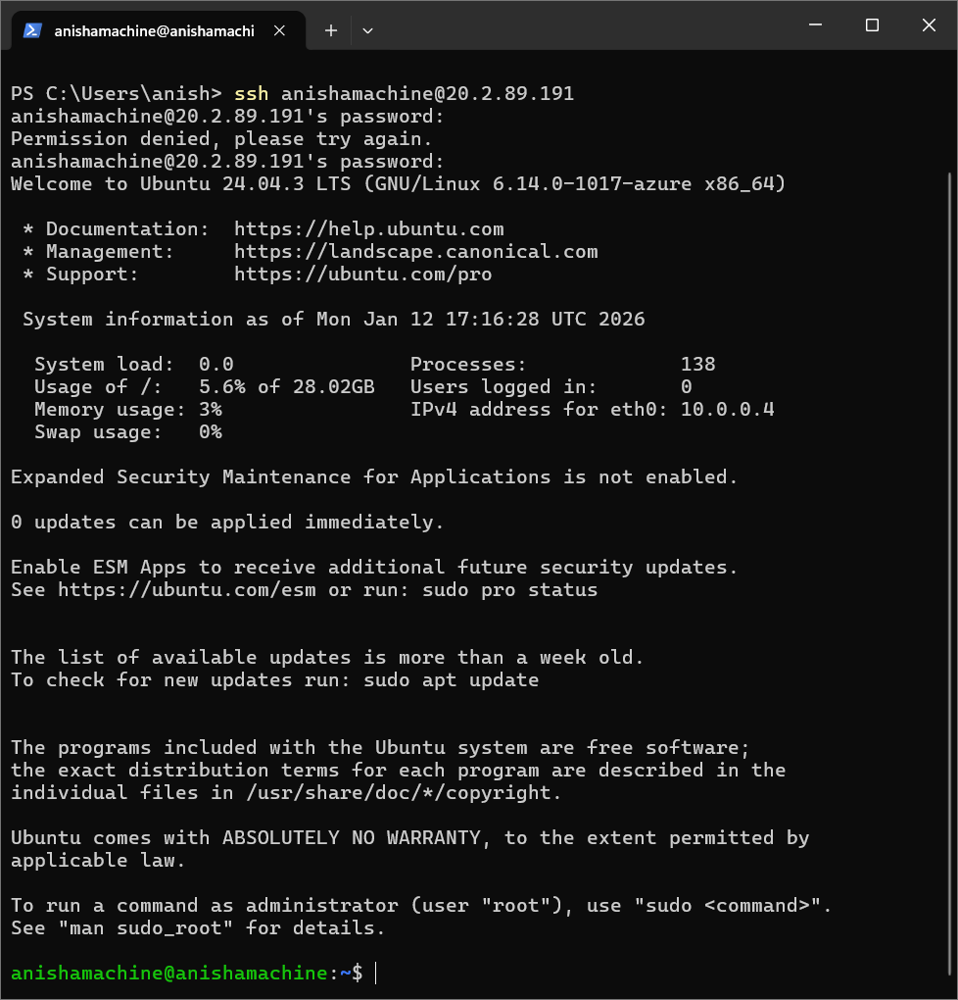 anishamachine@anishamachi
PS C:\Users\anish> ssh anishamachine@20.2.89.191
anishamachine@20.2.89.191's password:
Permission denied, please try again.
anishamachine@20.2.89.191's password:
Welcome to Ubuntu 24.04.3 LTS (GNU/Linux 6.14.0-1017-azure x86_64)
* Documentation:  https://help.ubuntu.com
* Management:     https://landscape.canonical.com
* Support:        https://ubuntu.com/pro
System information as of Mon Jan 12 17:16:28 UTC 2026
System load:  0.0               Processes:             138
Usage of /:   5.6% of 28.02GB   Users logged in:       0
Memory usage: 3%                IPv4 address for eth0: 10.0.0.4
Swap usage:   0%
Expanded Security Maintenance for Applications is not enabled.
0 updates can be applied immediately.
Enable ESM Apps to receive additional future security updates.
See https://ubuntu.com/esm or run: sudo pro status
The list of available updates is more than a week old.
To check for new updates run: sudo apt update
The programs included with the Ubuntu system are free software;
the exact distribution terms for each program are described in the
individual files in /usr/share/doc/*/copyright.
Ubuntu comes with ABSOLUTELY NO WARRANTY, to the extent permitted by
applicable law.
To run a command as administrator (user "root"), use "sudo <command>".
See "man sudo_root" for details.
anishamachine@anishamachine:~$